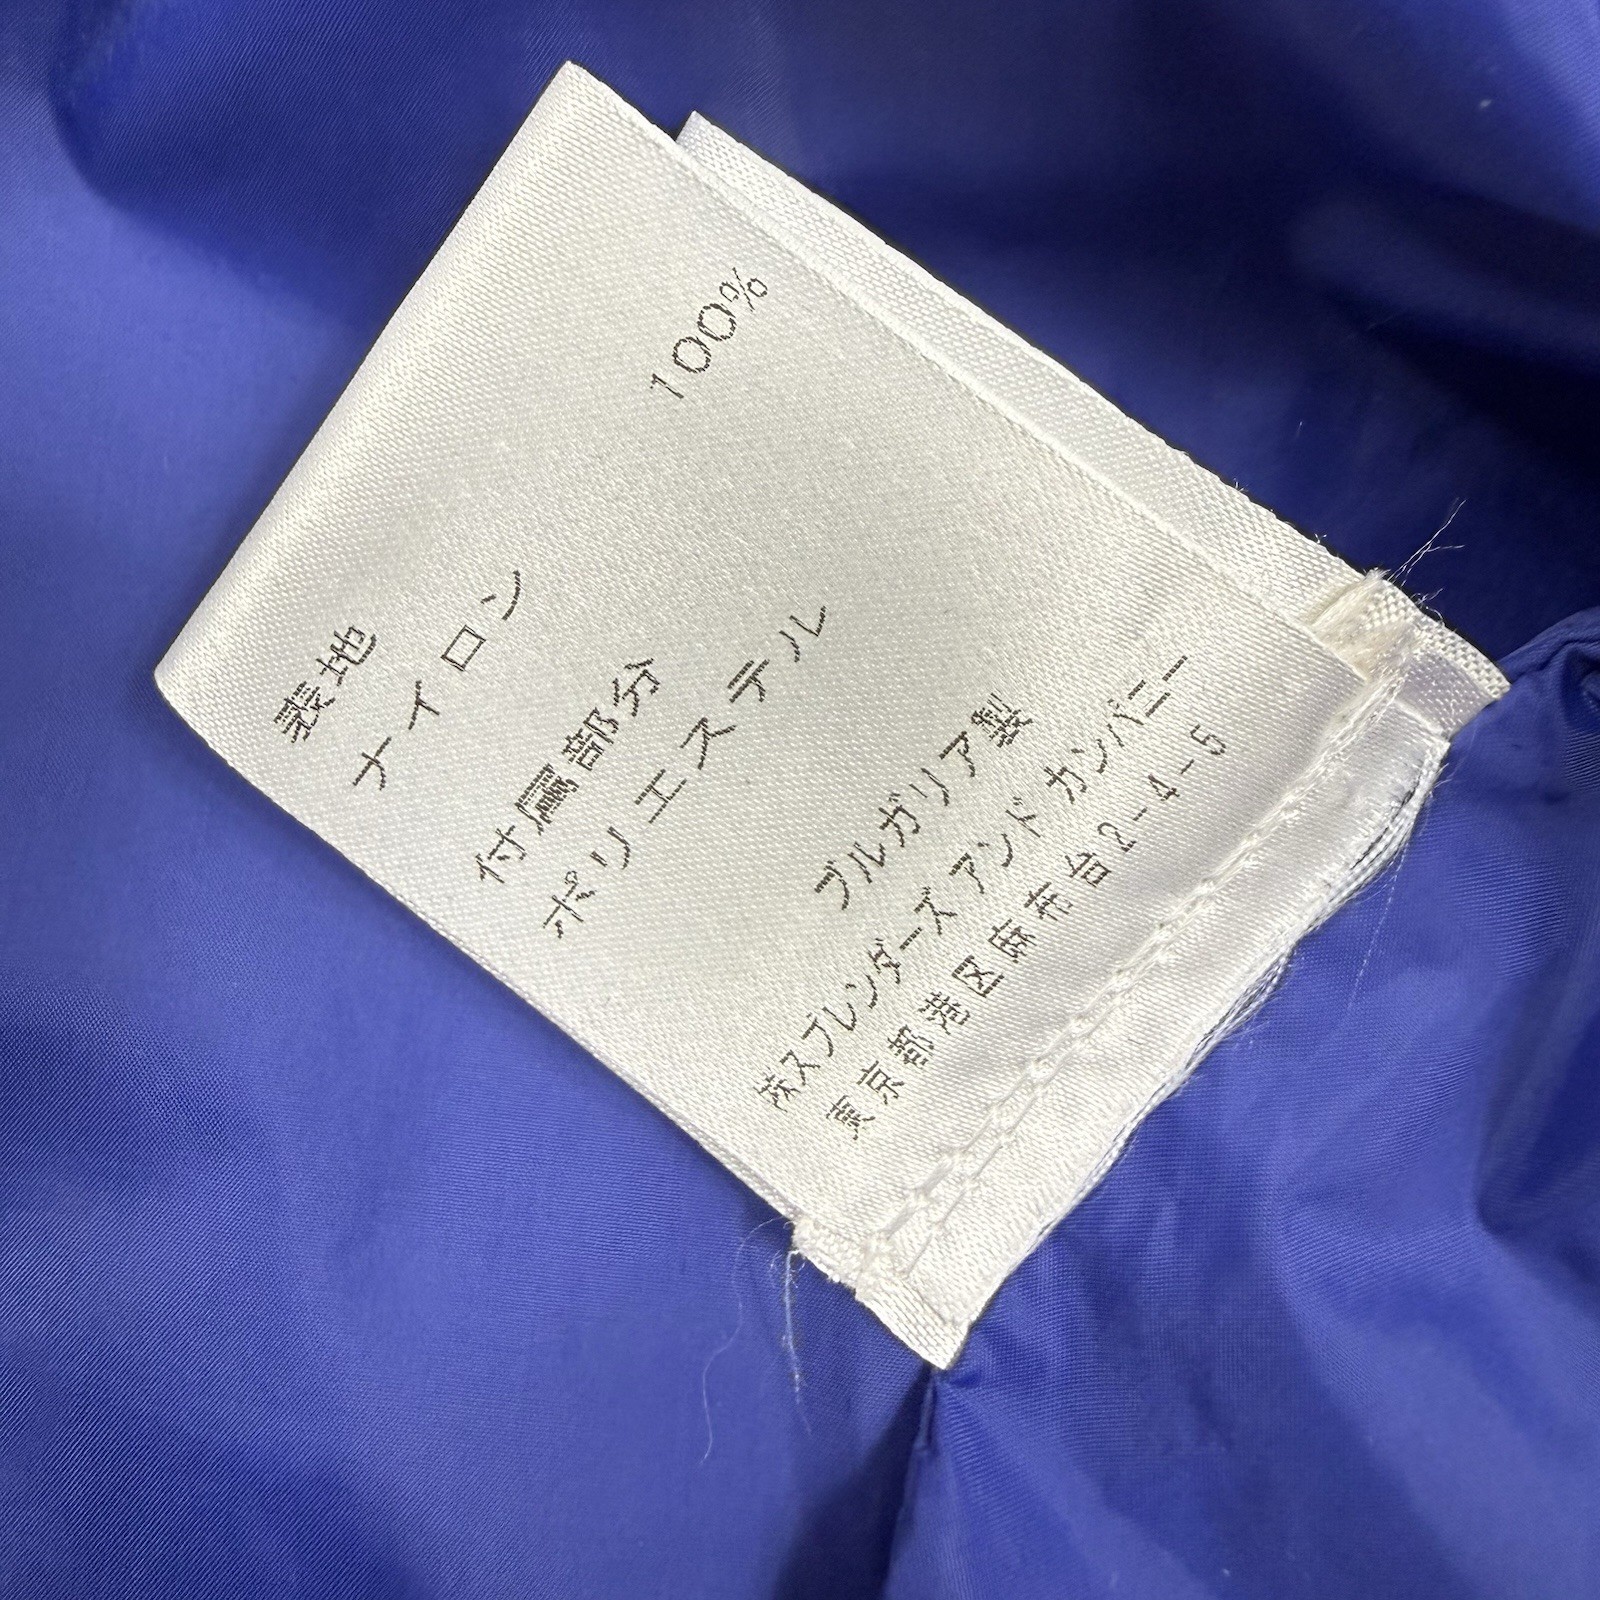 表地
ナイロン 100%
付属部分
ポリエステル
ブルガリア製
㈱スプレンダーズ アンド カンパニー
東京都港区麻布台2-4-5